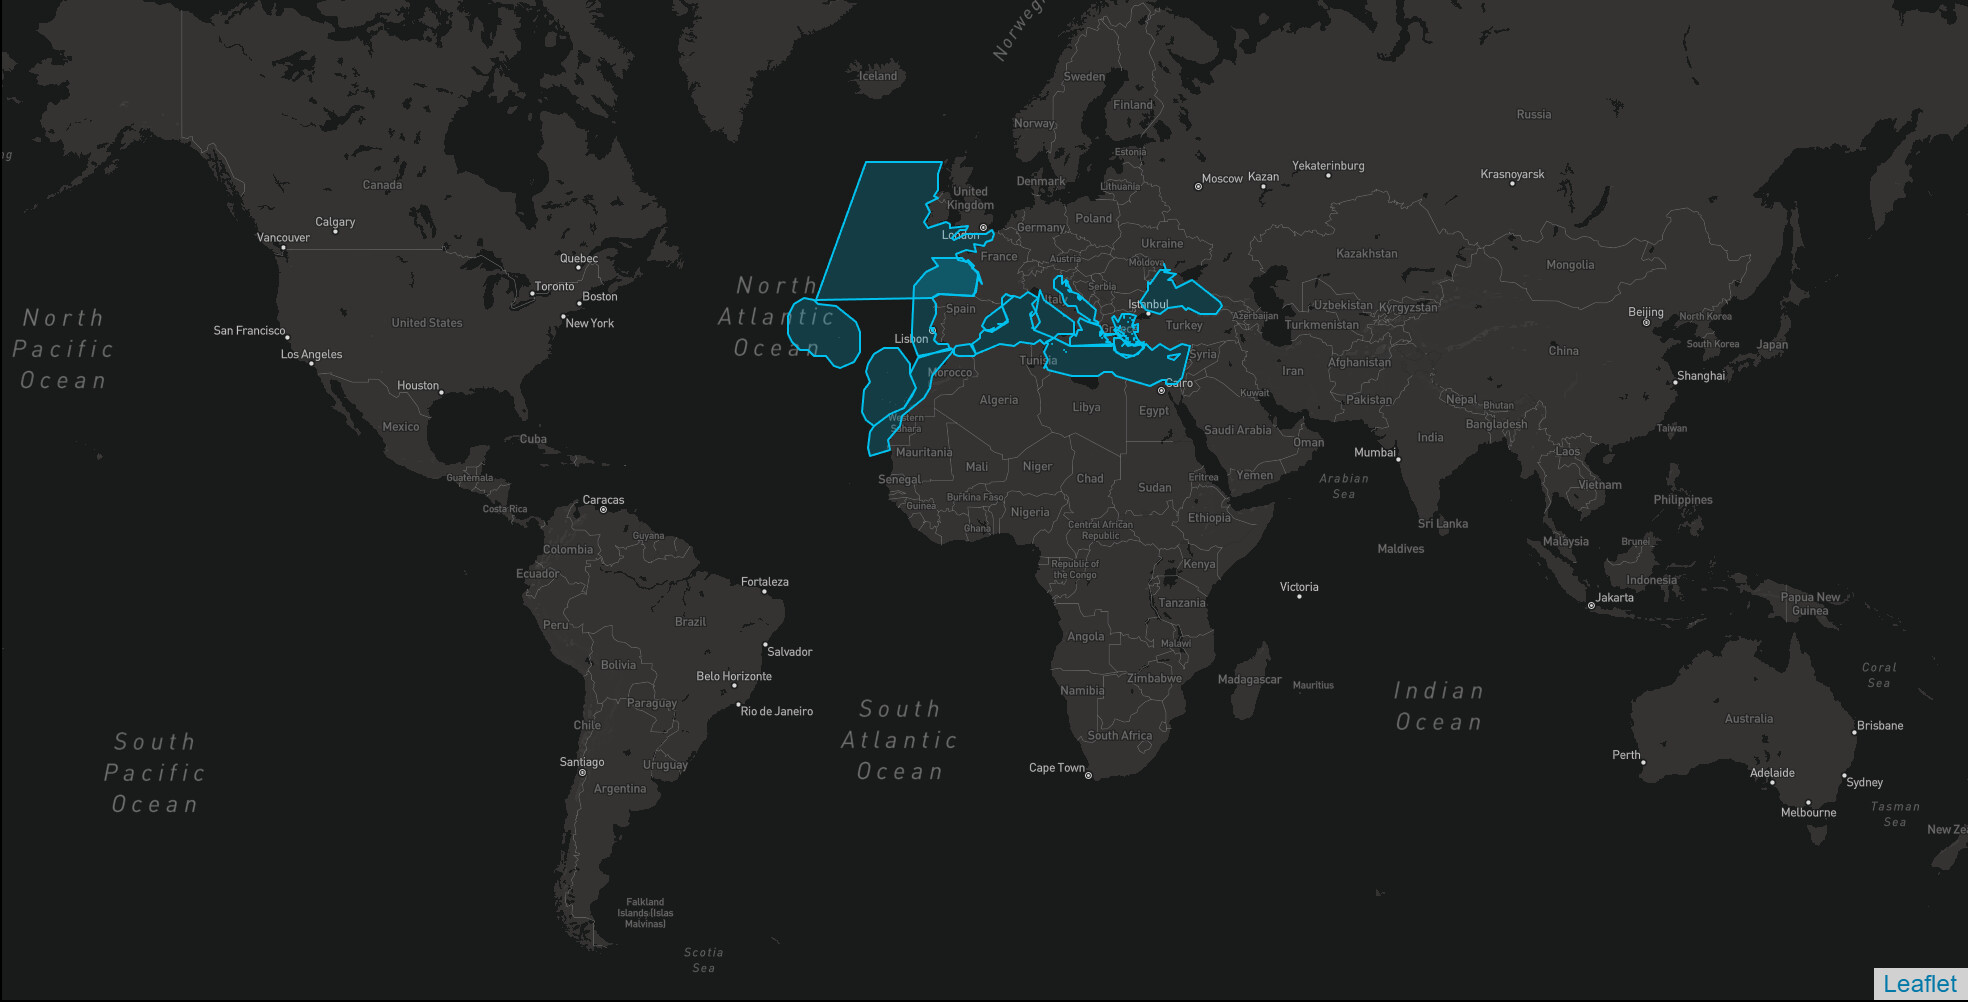 Norwegi
Iceland
Sweden
Finland
Norway
Russia
Estonia
Yekaterinburg
Krasnoyarsk
Moscow
Kazan
Canada
United
Kingdom
Denmark
Lithuania
Calgary
Vancouver
London
Germany
Poland
Ukraine
Kazakhstan
Mongolia
Quebec
France
Austria
Moldova
Toronto
Boston
New York
North
Atlantic
Ocean
Serbia
Italy
Istanbul
Spain
Lisbon
Greece
Turkey
Azerbaijan
Uzbekistan
Kyrgyzstan
Turkmenistan
Beijing
North Korea
South Korea
Japan
North
Pacific
Ocean
San Francisco
United States
Los Angeles
Houston
Morocco
Tunisia
Syria
Cairo
Iran
Afghanistan
China
Shanghai
Algeria
Libya
Egypt
Kuwait
Pakistan
Nepal
Bhutan
Bangladesh
Taiwan
Mexico
Cuba
Western
Sahara
Saudi Arabia
Oman
India
Mumbai
Laos
Mauritania
Mali
Niger
Chad
Sudan
Eritrea
Yemen
Arabian
Sea
Vietnam
Philippines
Guatemala
Costa Rica
Caracas
Senegal
Burkina Faso
Guinea
Ghana
Nigeria
Central African
Republic
Ethiopia
Sri Lanka
Maldives
Malaysia
Brunei
Guyana
Colombia
Ecuador
Fortaleza
Republic of
the Congo
Kenya
Victoria
Indonesia
Jakarta
Papua New
Guinea
Peru
Brazil
Tanzania
Angola
Malawi
Salvador
Bolivia
Belo Horizonte
Paraguay
Rio de Janeiro
Zimbabwe
Namibia
Madagascar
Mauritius
Indian
Ocean
Coral
Sea
Australia
Brisbane
South
Pacific
Ocean
Chile
Santiago
Uruguay
Argentina
South
Atlantic
Ocean
South Africa
Cape Town
Perth
Adelaide
Sydney
Melbourne
Tasman
Sea
New Zea
Falkland
Islands (Islas
Malvinas)
Scotia
Sea
Leaflet